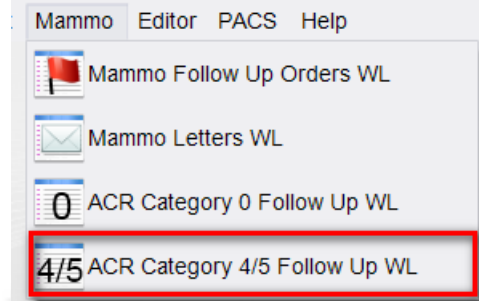 Mammo Editor PACS Help
Mammo Follow Up Orders WL
Mammo Letters WL
0 ACR Category 0 Follow Up WL
4/5 ACR Category 4/5 Follow Up WL